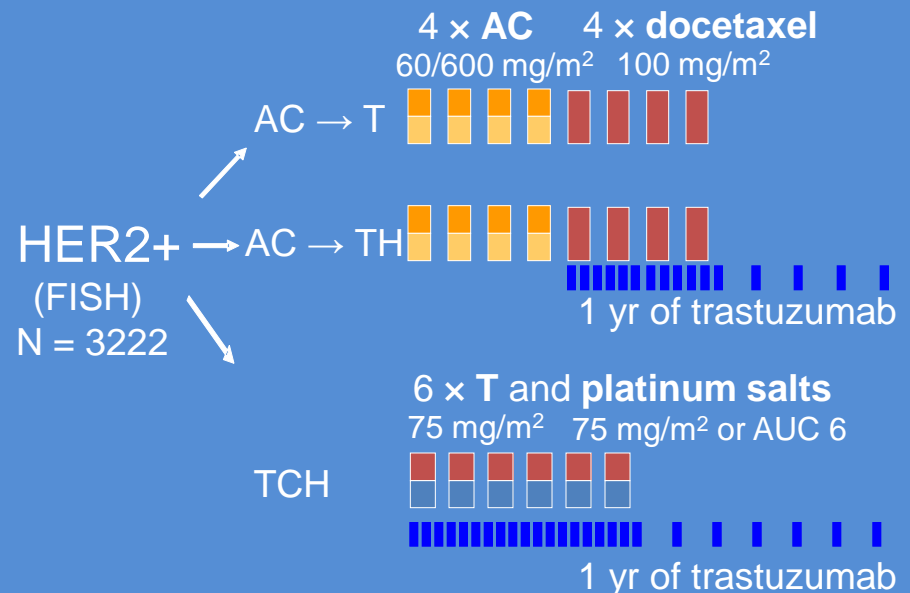 4 × AC 4 × docetaxel
60/600 mg/m² 100 mg/m²
AC → T
HER2+
(FISH)
N = 3222
AC → TH
1 yr of trastuzumab
6 × T and platinum salts
75 mg/m² 75 mg/m² or AUC 6
TCH
1 yr of trastuzumab